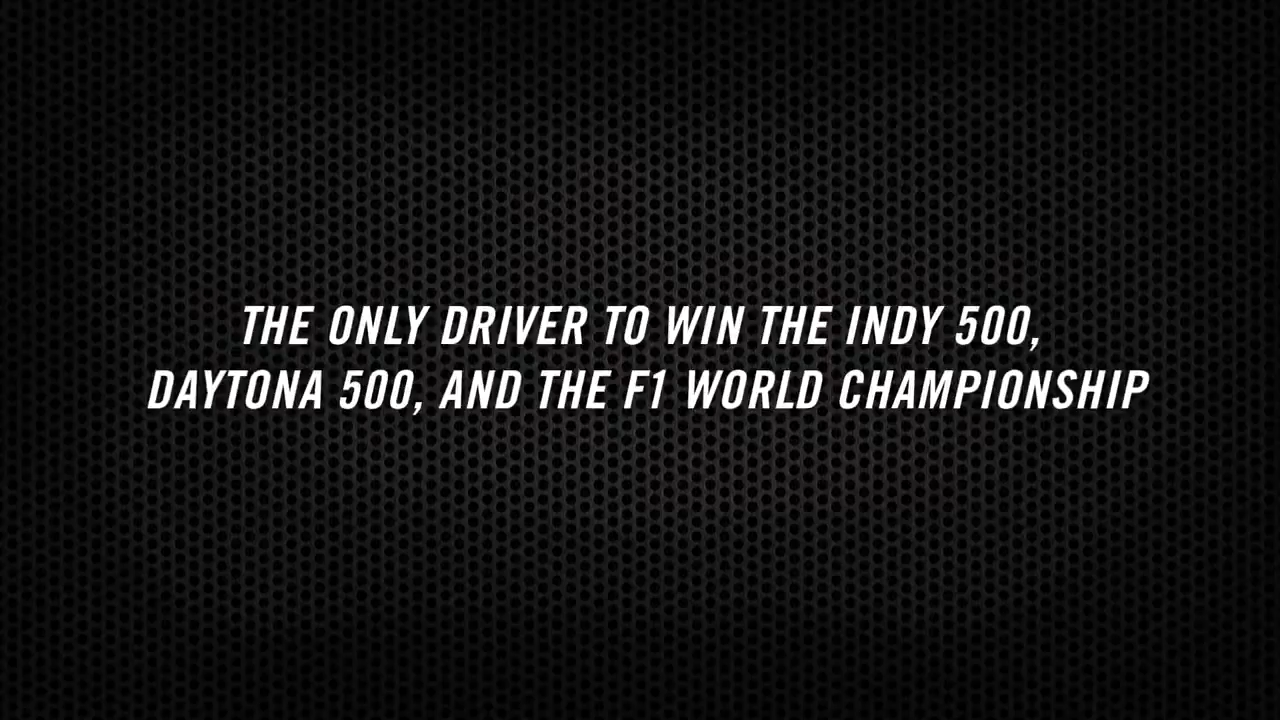 THE ONLY DRIVER TO WIN THE INDY 500,
DAYTONA 500, AND THE F1 WORLD CHAMPIONSHIP